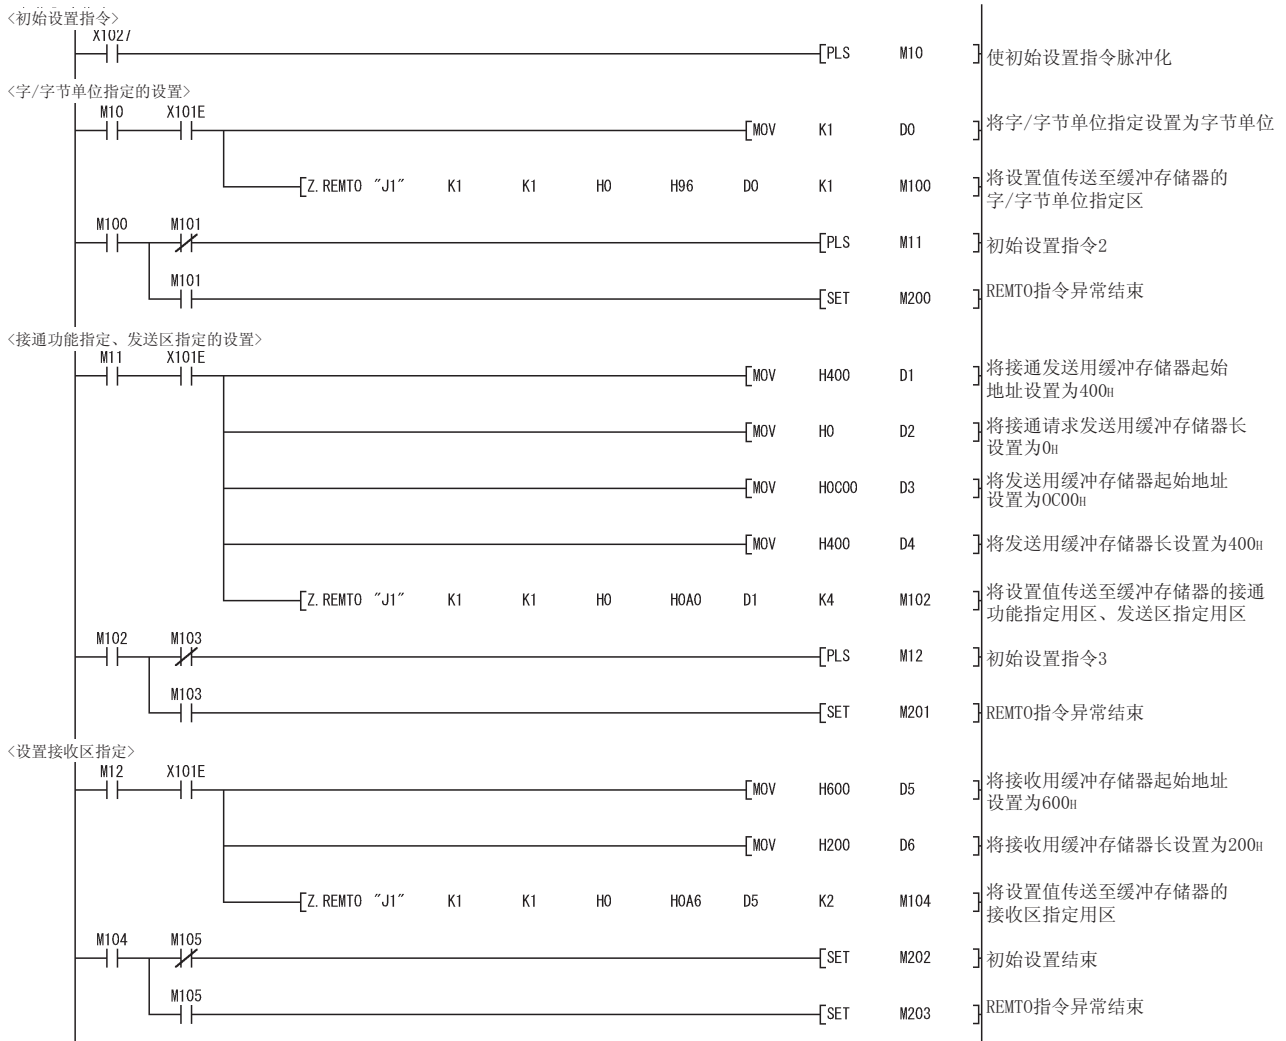 <初始设置指令>
X1027
PLS M10 使初始设置指令脉冲化
<字/字节单位指定的设置>
M10 X101E
MOV K1 D0 将字/字节单位指定设置为字节单位
Z.REMTO "J1" K1 K1 H0 H96 D0 K1 M100 将设置值传送至缓冲存储器的
字/字节单位指定区
M100 M101
PLS M11 初始设置指令2
M101
SET M200 REMTO指令异常结束
<接通功能指定、发送区指定的设置>
M11 X101E
MOV H400 D1 将接通发送用缓冲存储器起始
地址设置为400H
MOV H0 D2 将接通请求发送用缓冲存储器长
设置为0H
MOV H0C00 D3 将发送用缓冲存储器起始地址
设置为0C00H
MOV H400 D4 将发送用缓冲存储器长设置为400H
Z.REMTO "J1" K1 K1 H0 H0A0 D1 K4 M102 将设置值传送至缓冲存储器的接通
功能指定用区、发送区指定用区
M102 M103
PLS M12 初始设置指令3
M103
SET M201 REMTO指令异常结束
<设置接收区指定>
M12 X101E
MOV H600 D5 将接收用缓冲存储器起始地址
设置为600H
MOV H200 D6 将接收用缓冲存储器长设置为200H
Z.REMTO "J1" K1 K1 H0 H0A6 D5 K2 M104 将设置值传送至缓冲存储器的
接收区指定用区
M104 M105
SET M202 初始设置结束
M105
SET M203 REMTO指令异常结束